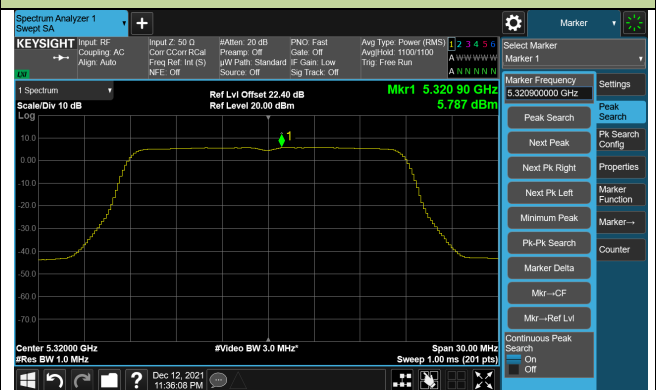 Spectrum Analyzer 1
Swept SA
Marker
KEYSIGHT
Input: RF
Coupling: AC
Align: Auto
Input Z: 50 Ω
Corr CCorr RCal
Freq Ref: Int (S)
NFE: Off
#Atten: 20 dB
Preamp: Off
µW Path: Standard
Source: Off
PNO: Fast
Gate: Off
IF Gain: Low
Sig Track: Off
Avg Type: Power (RMS)
Avg|Hold: 1100/1100
Trig: Free Run
1 2 3 4 5 6
A W W W W W
A N N N N N
LXI
Select Marker
Marker 1
1 Spectrum
Scale/Div 10 dB
Ref Lvl Offset 22.40 dB
Ref Level 20.00 dBm
Mkr1 5.320 90 GHz
5.787 dBm
Log
10.0
0.00
-10.0
-20.0
-30.0
-40.0
-50.0
-60.0
-70.0
1
Center 5.32000 GHz
#Res BW 1.0 MHz
#Video BW 3.0 MHz*
Span 30.00 MHz
Sweep 1.00 ms (201 pts)
Marker Frequency
5.320900000 GHz
Peak Search
Next Peak
Next Pk Right
Next Pk Left
Minimum Peak
Pk-Pk Search
Marker Delta
Mkr→CF
Mkr→Ref Lvl
Continuous Peak
Search
On
Off
Settings
Peak
Search
Pk Search
Config
Properties
Marker
Function
Marker→
Counter
?
Dec 12, 2021
11:36:08 PM